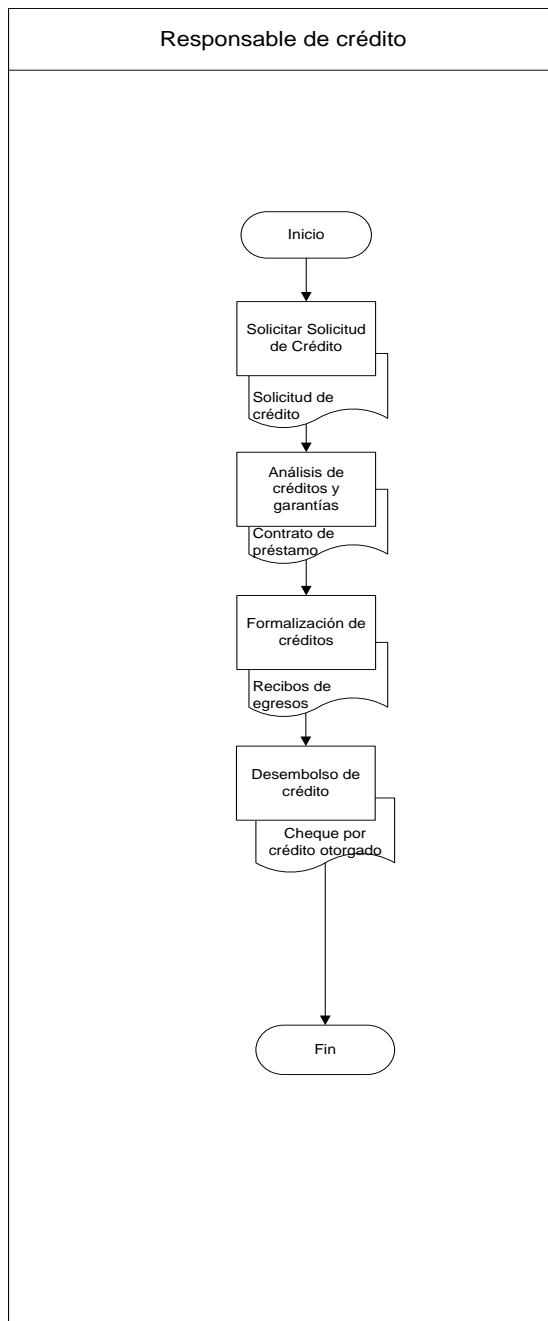 Responsable de crédito
Inicio
Solicitar Solicitud
de Crédito
Solicitud de
crédito
Análisis de
créditos y
garantías
Contrato de
préstamo
Formalización de
créditos
Recibos de
egresos
Desembolso de
crédito
Cheque por
crédito otorgado
Fin